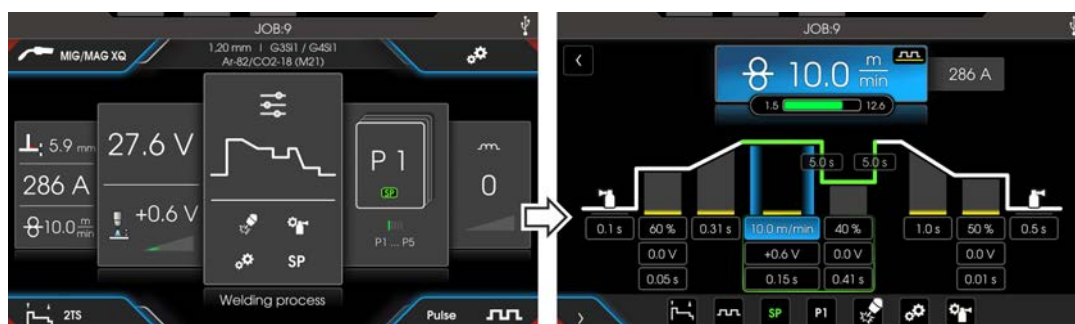 JOB:9
MIG/MAG XQ
1,20 mm | G3Si1 / G4Si1
Ar-82/CO2-18 (M21)
5.9 mm
286 A
10.0 m/min
27.6 V
+0.6 V
SP
Welding process
P 1
SP
P1 ... P5
0
2TS
Pulse
JOB:9
10.0 m/min
286 A
1.5 12.6
5.0 s 5.0 s
0.1 s 60 % 0.31 s 10.0 m/min 40 % 1.0 s 50 % 0.5 s
0.0 V +0.6 V 0.0 V 0.0 V
0.05 s 0.15 s 0.41 s 0.01 s
SP P1